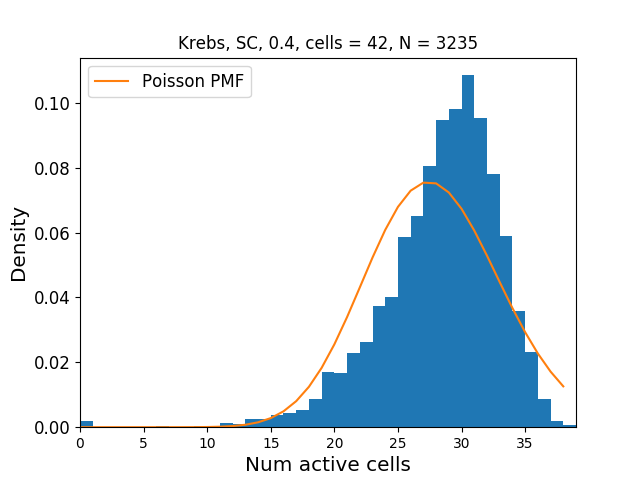 Krebs, SC, 0.4, cells = 42, N = 3235
Poisson PMF
Density
0.10
0.08
0.06
0.04
0.02
0.00
0 5 10 15 20 25 30 35
Num active cells